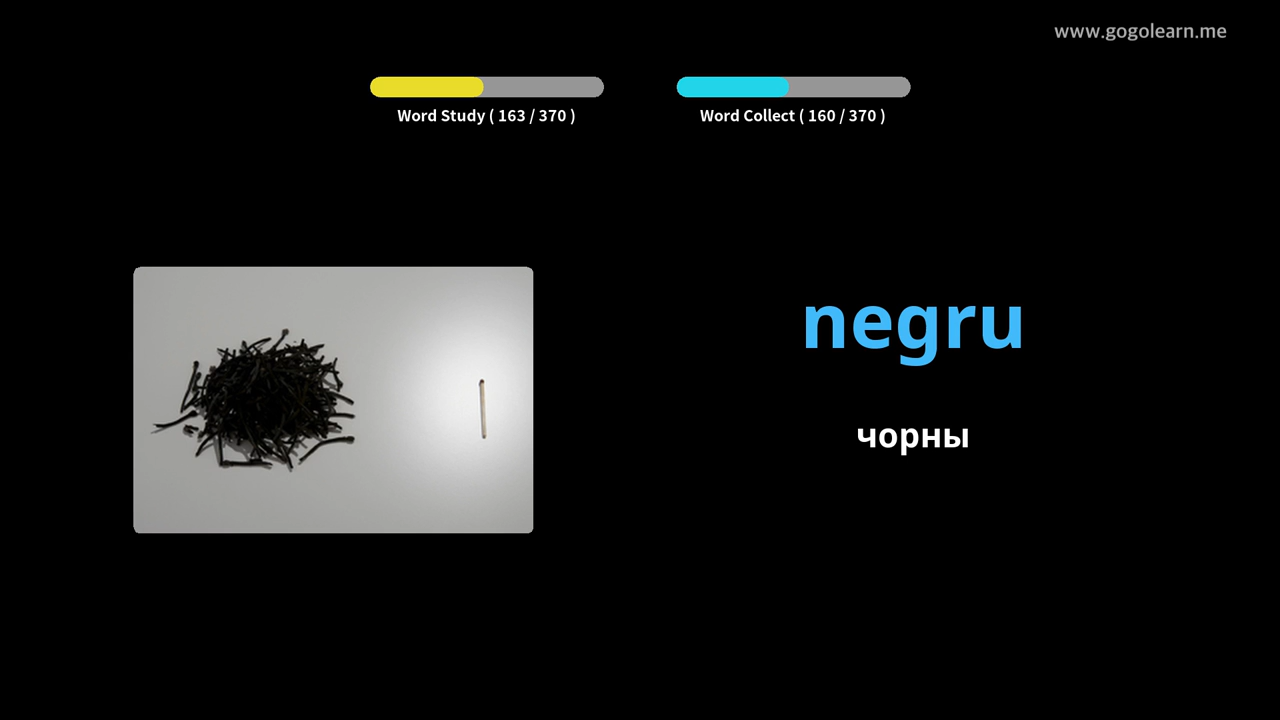 www.gogolearn.me
Word Study ( 163 / 370 )
Word Collect ( 160 / 370 )
negru
чорны